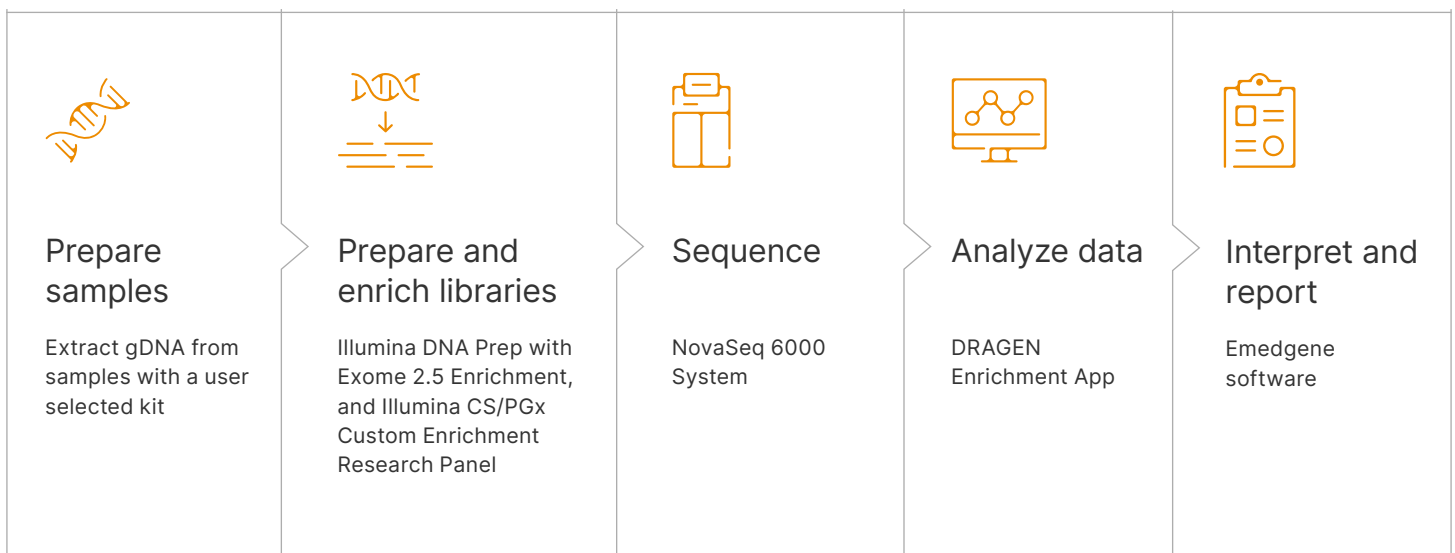 Prepare
samples
Extract gDNA from
samples with a user
selected kit
Prepare and
enrich libraries
Illumina DNA Prep with
Exome 2.5 Enrichment,
and Illumina CS/PGx
Custom Enrichment
Research Panel
Sequence
NovaSeq 6000
System
Analyze data
DRAGEN
Enrichment App
Interpret and
report
Emedgene
software